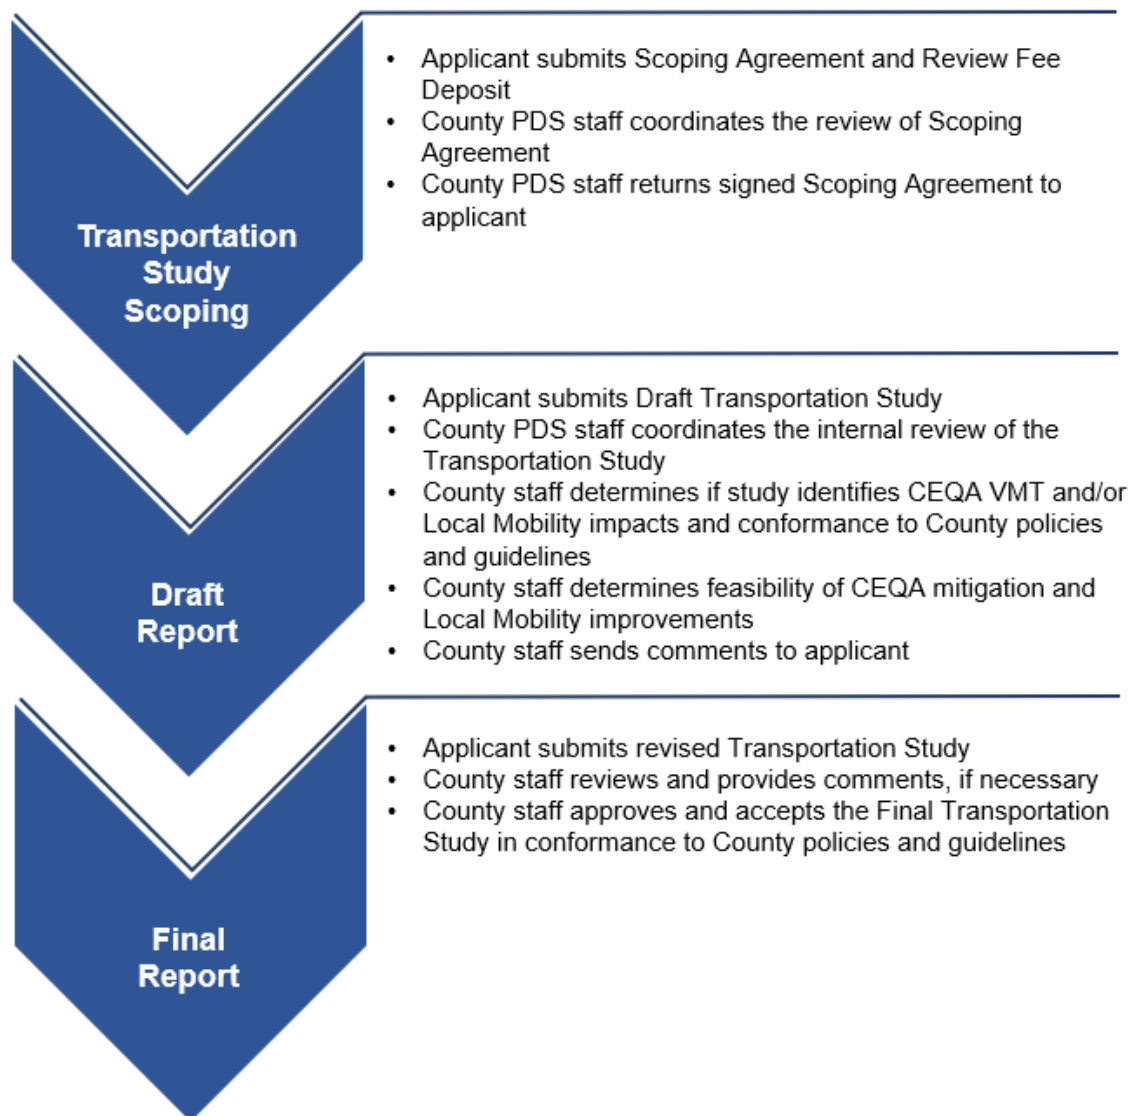 • Applicant submits Scoping Agreement and Review Fee
Deposit
• County PDS staff coordinates the review of Scoping
Agreement
• County PDS staff returns signed Scoping Agreement to
applicant
Transportation
Study
Scoping
• Applicant submits Draft Transportation Study
• County PDS staff coordinates the internal review of the
Transportation Study
• County staff determines if study identifies CEQA VMT and/or
Local Mobility impacts and conformance to County policies
and guidelines
• County staff determines feasibility of CEQA mitigation and
Local Mobility improvements
• County staff sends comments to applicant
Draft
Report
• Applicant submits revised Transportation Study
• County staff reviews and provides comments, if necessary
• County staff approves and accepts the Final Transportation
Study in conformance to County policies and guidelines
Final
Report